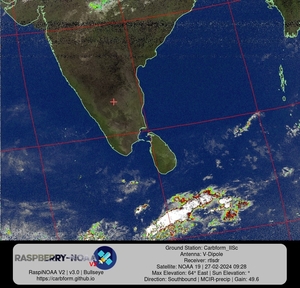 Ground Station: Carbform_IISc
Antenna: V-Dipole
Receiver: rtlsdr
Satellite: NOAA 19 | 27-02-2024 09:28
Max Elevation: 64° East | Sun Elevation: °
Direction: Southbound | MCIR-precip | Gain: 49.6
RASPBERRY-NOAA
V2
RaspiNOAA V2 | v3.0 | Bullseye
https://carbform.github.io